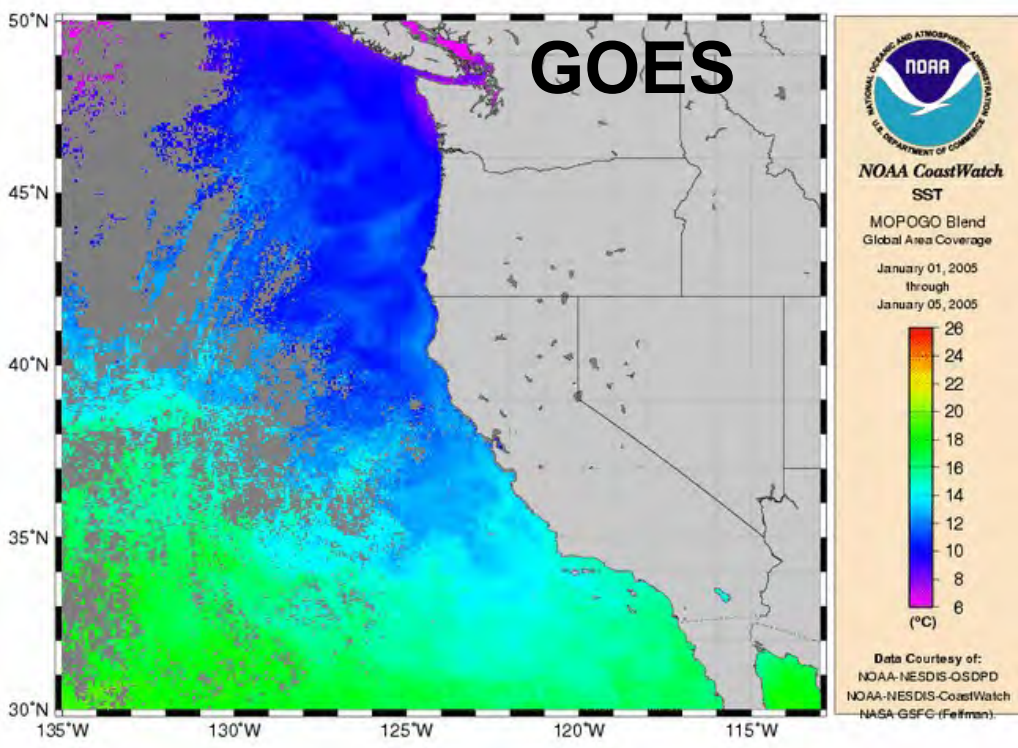 GOES
50°N
45°N
40°N
35°N
30°N
135°W
130°W
125°W
120°W
115°W
NATIONAL OCEANIC AND ATMOSPHERIC ADMINISTRATION
NOAA
U.S. DEPARTMENT OF COMMERCE
NOAA CoastWatch
SST
MOPOGO Blend
Global Area Coverage
January 01, 2005
through
January 05, 2005
26
24
22
20
18
16
14
12
10
8
6
(°C)
Data Courtesy of:
NOAA-NESDIS-OSDPD
NOAA-NESDIS-CoastWatch
NASA GSFC (Felfman).